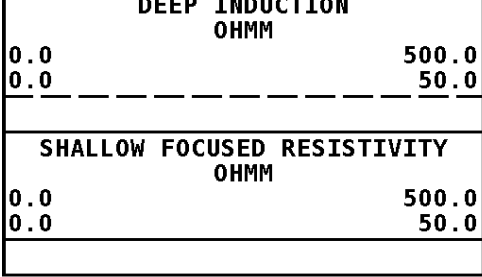 DEEP INDUCTION
OHMM
0.0 500.0
0.0 50.0
SHALLOW FOCUSED RESISTIVITY
OHMM
0.0 500.0
0.0 50.0